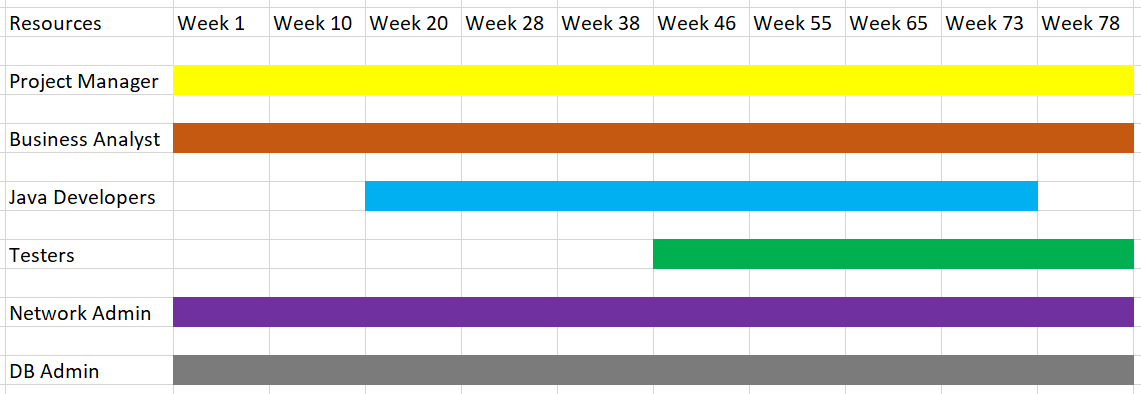 Resources Week 1 Week 10 Week 20 Week 28 Week 38 Week 46 Week 55 Week 65 Week 73 Week 78
Project Manager
Business Analyst
Java Developers
Testers
Network Admin
DB Admin